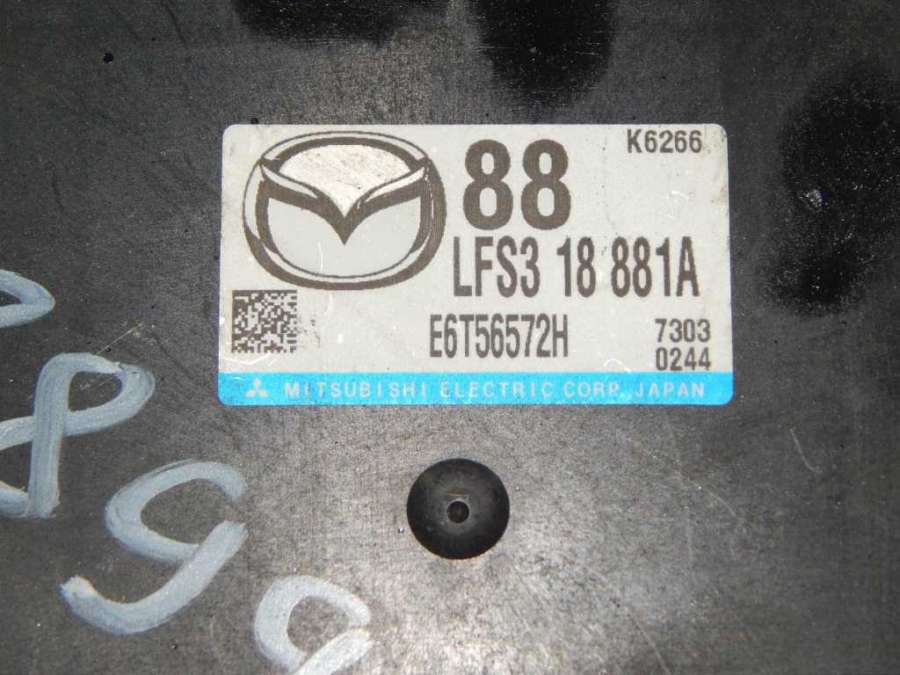 88
K6266
LFS3 18 881A
E6T56572H
7303
0244
MITSUBISHI ELECTRIC CORP. JAPAN